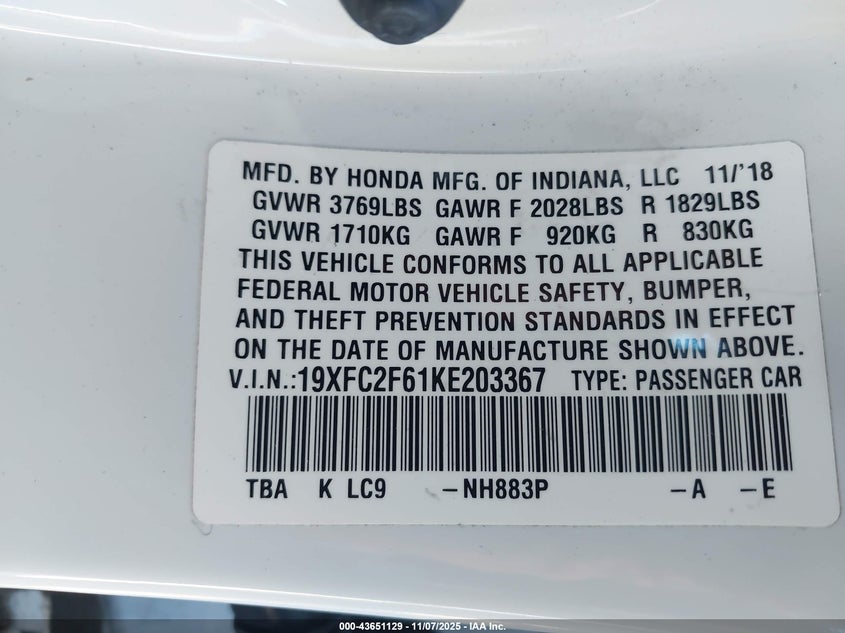 MFD. BY HONDA MFG. OF INDIANA, LLC 11/'18
GVWR 3769LBS GAWR F 2028LBS R 1829LBS
GVWR 1710KG GAWR F 920KG R 830KG
THIS VEHICLE CONFORMS TO ALL APPLICABLE
FEDERAL MOTOR VEHICLE SAFETY, BUMPER,
AND THEFT PREVENTION STANDARDS IN EFFECT
ON THE DATE OF MANUFACTURE SHOWN ABOVE.
V.I.N.:19XFC2F61KE203367 TYPE: PASSENGER CAR
TBA K LC9 -NH883P -A -E
000-43651129 - 11/07/2025 - IAA Inc.